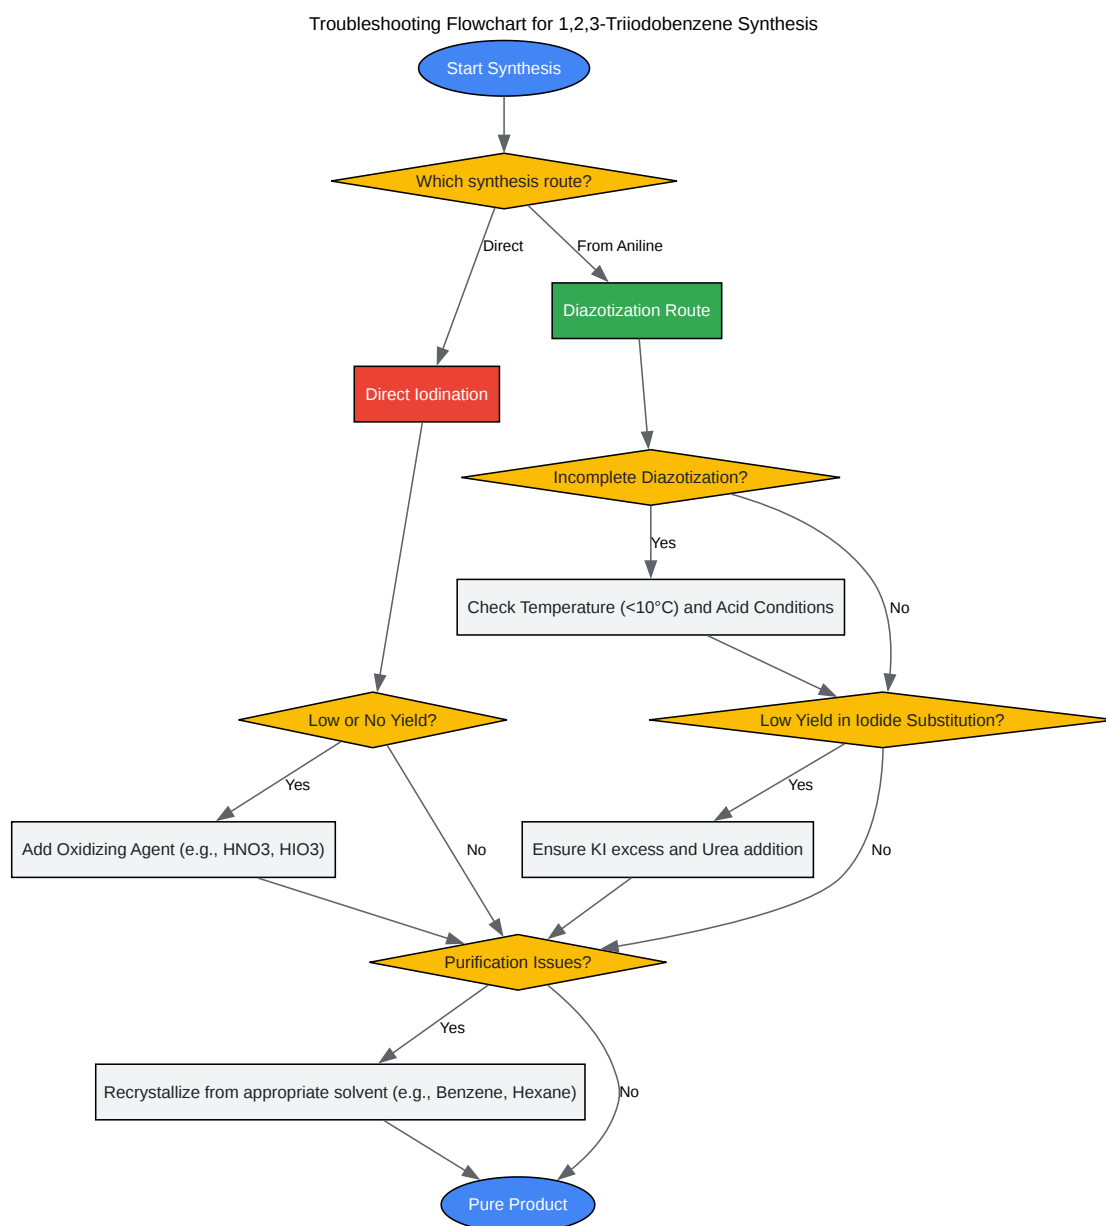 Troubleshooting Flowchart for 1,2,3-Triiodobenzene Synthesis
Start Synthesis
Which synthesis route?
Direct
From Aniline
Diazotization Route
Direct Iodination
Incomplete Diazotization?
Yes
Check Temperature (<10°C) and Acid Conditions
No
Low or No Yield?
Low Yield in Iodide Substitution?
Yes
Yes
Add Oxidizing Agent (e.g., HNO3, HIO3)
No
Ensure KI excess and Urea addition
No
Purification Issues?
Yes
Recrystallize from appropriate solvent (e.g., Benzene, Hexane)
No
Pure Product